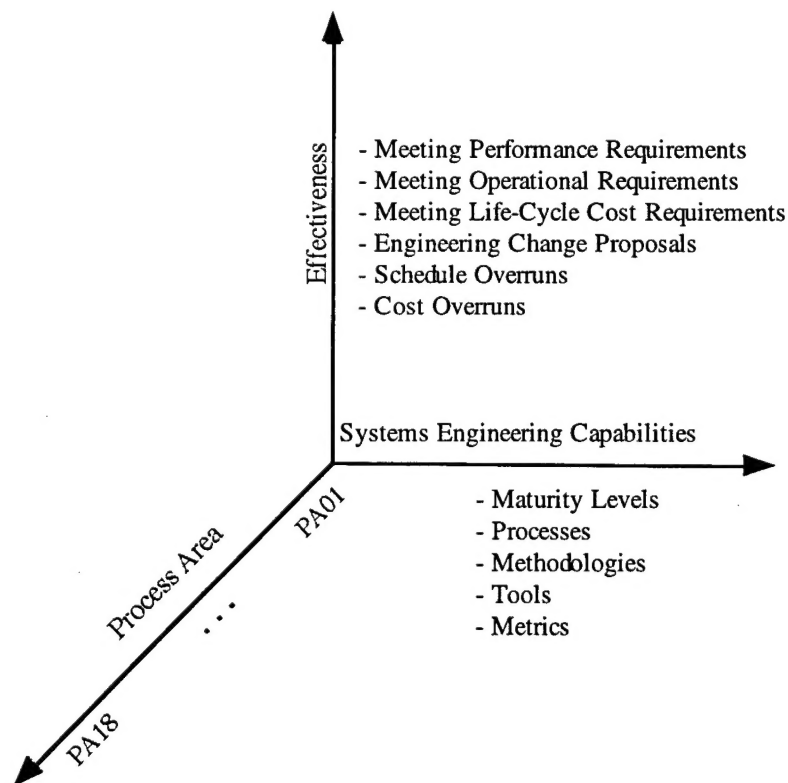 Effectiveness
- Meeting Performance Requirements
- Meeting Operational Requirements
- Meeting Life-Cycle Cost Requirements
- Engineering Change Proposals
- Schedule Overruns
- Cost Overruns
Systems Engineering Capabilities
- Maturity Levels
- Processes
- Methodologies
- Tools
- Metrics
Process Area
PA01
...
PA18